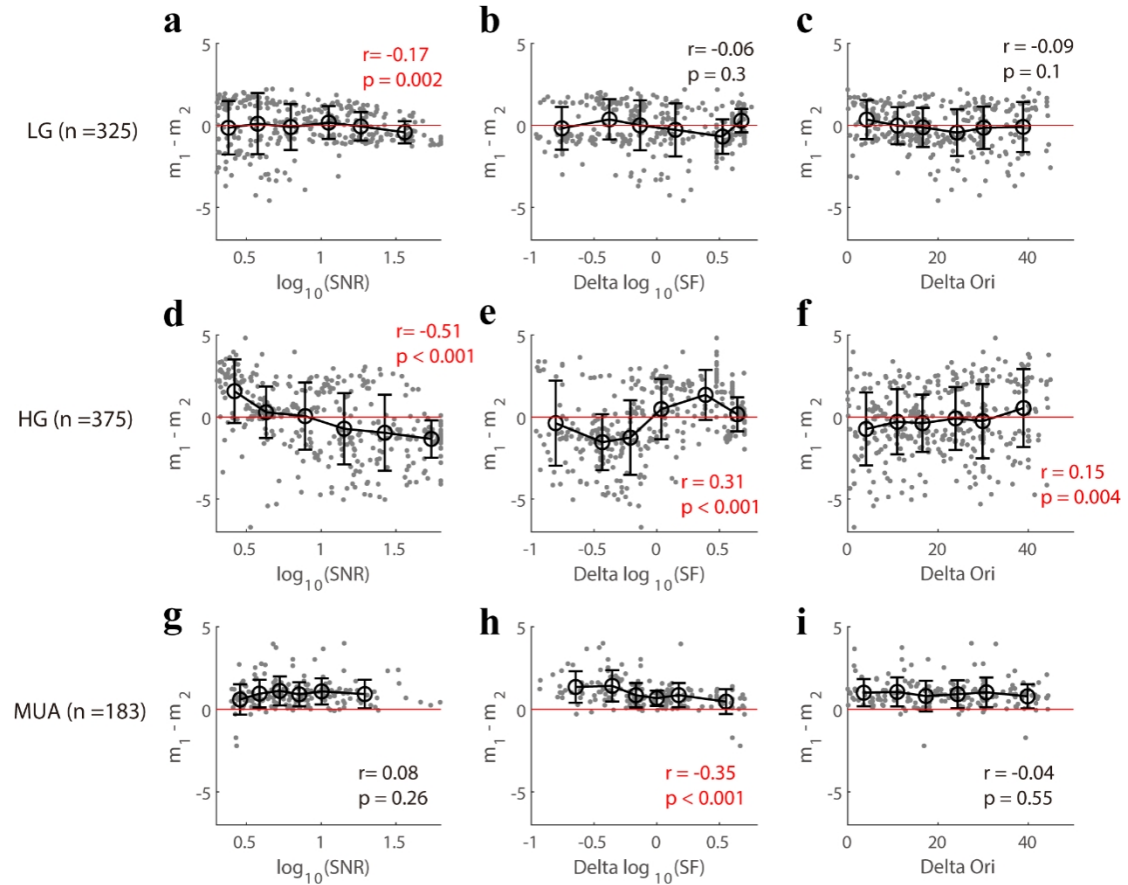 a
b
c
LG (n =325)
m1 - m2
5
0
-5
0.5
1
1.5
log10(SNR)
r= -0.17
p = 0.002
m1 - m2
5
0
-5
-1
-0.5
0
0.5
Delta log10(SF)
r = -0.06
p = 0.3
m1 - m2
5
0
-5
0
20
40
Delta Ori
r = -0.09
p = 0.1
d
e
f
HG (n =375)
m1 - m2
5
0
-5
0.5
1
1.5
log10(SNR)
r= -0.51
p < 0.001
m1 - m2
5
0
-5
-1
-0.5
0
0.5
Delta log10(SF)
r = 0.31
p < 0.001
m1 - m2
5
0
-5
0
20
40
Delta Ori
r = 0.15
p = 0.004
g
h
i
MUA (n =183)
m1 - m2
5
0
-5
0.5
1
1.5
log10(SNR)
r= 0.08
p = 0.26
m1 - m2
5
0
-5
-1
-0.5
0
0.5
Delta log10(SF)
r = -0.35
p < 0.001
m1 - m2
5
0
-5
0
20
40
Delta Ori
r = -0.04
p = 0.55